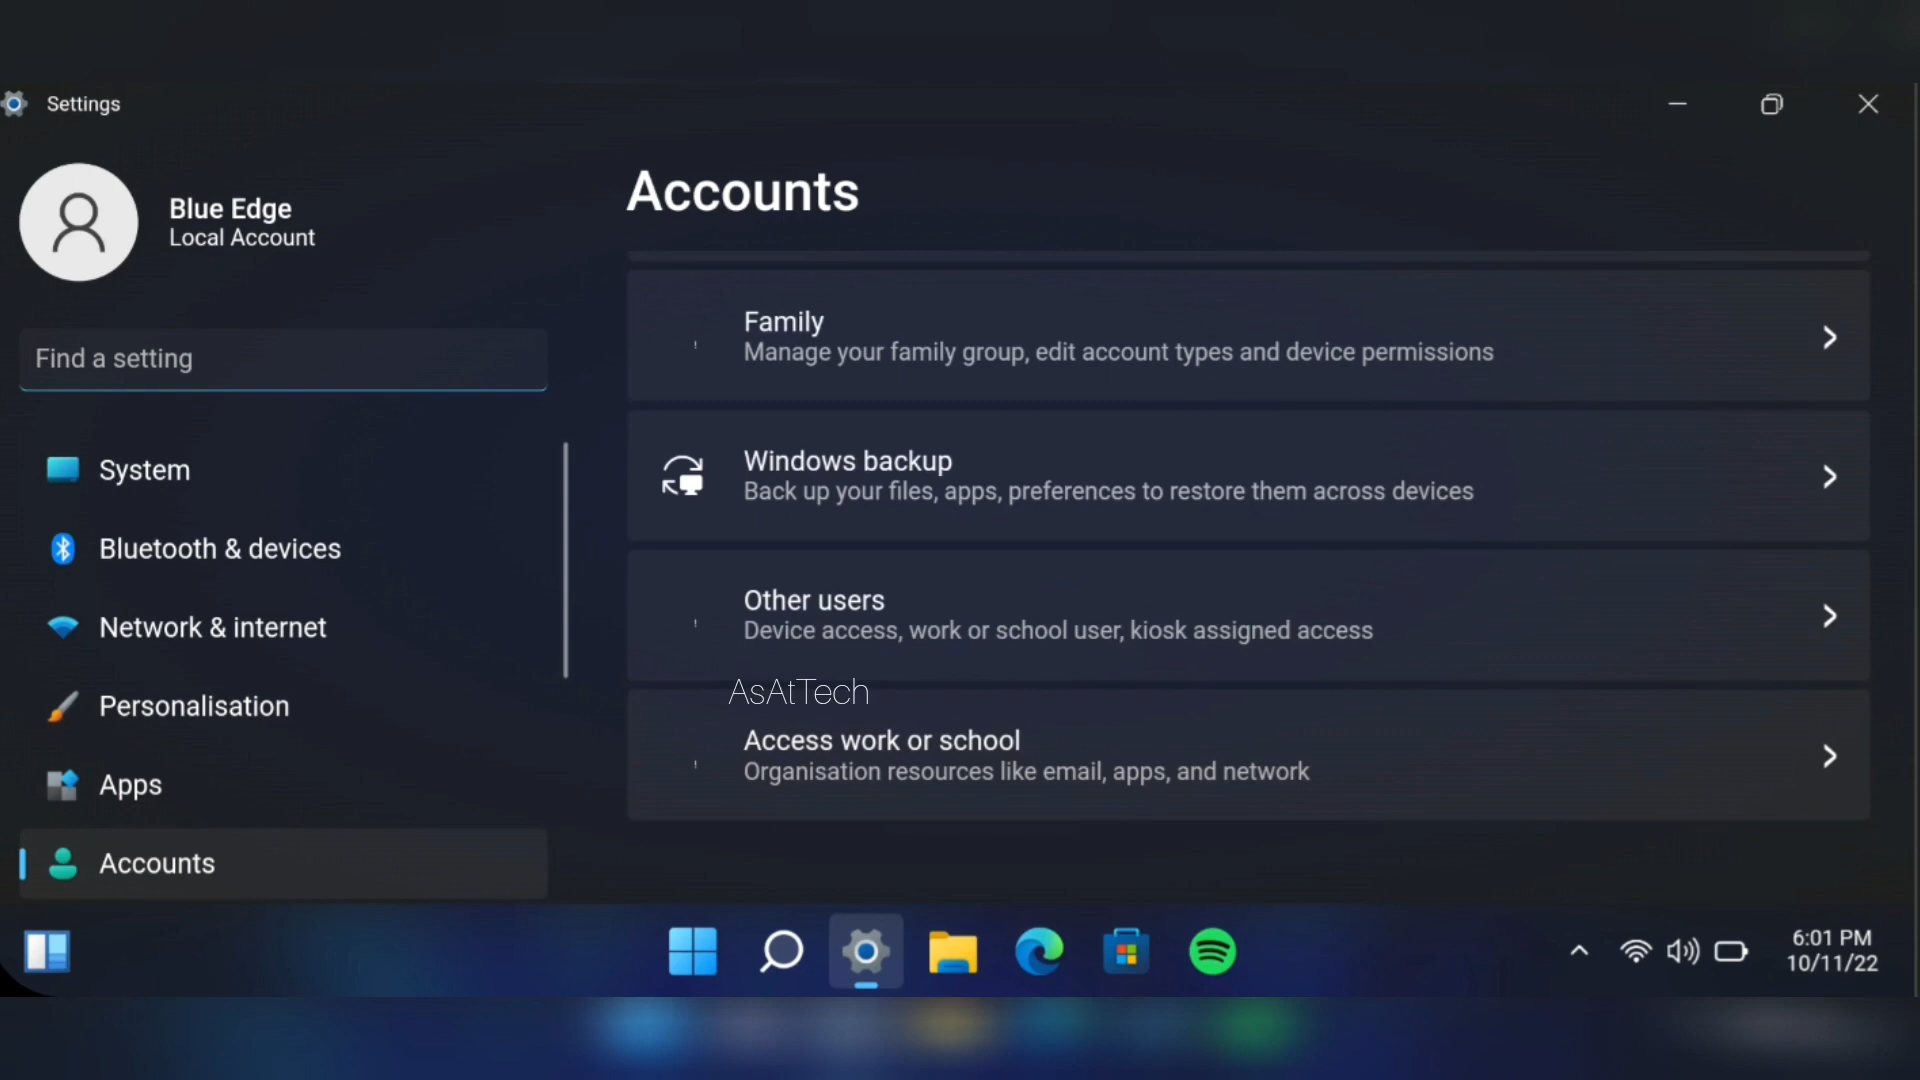 Settings
Blue Edge
Local Account
Find a setting
System
Bluetooth & devices
Network & internet
Personalisation
Apps
Accounts
Accounts
Family
Manage your family group, edit account types and device permissions
Windows backup
Back up your files, apps, preferences to restore them across devices
Other users
Device access, work or school user, kiosk assigned access
AsAtTech
Access work or school
Organisation resources like email, apps, and network
6:01 PM
10/11/22